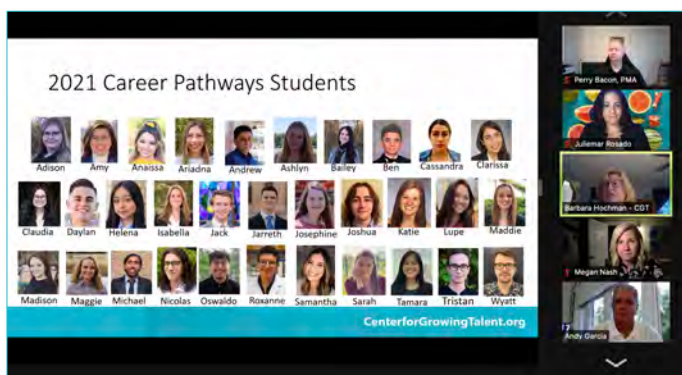 2021 Career Pathways Students
Adison Amy Anaissa Ariadna Andrew Ashlyn Bailey Ben Cassandra Clarissa
Claudia Daylan Helena Isabella Jack Jarreth Josephine Joshua Katie Lupe Maddie
Madison Maggie Michael Nicolas Oswaldo Roxanne Samantha Sarah Tamara Tristan Wyatt
CenterforGrowingTalent.org
Perry Bacon, PMA
Juliemar Rosado
Barbara Hochman - CGT
Megan Nash
Andy Garcia